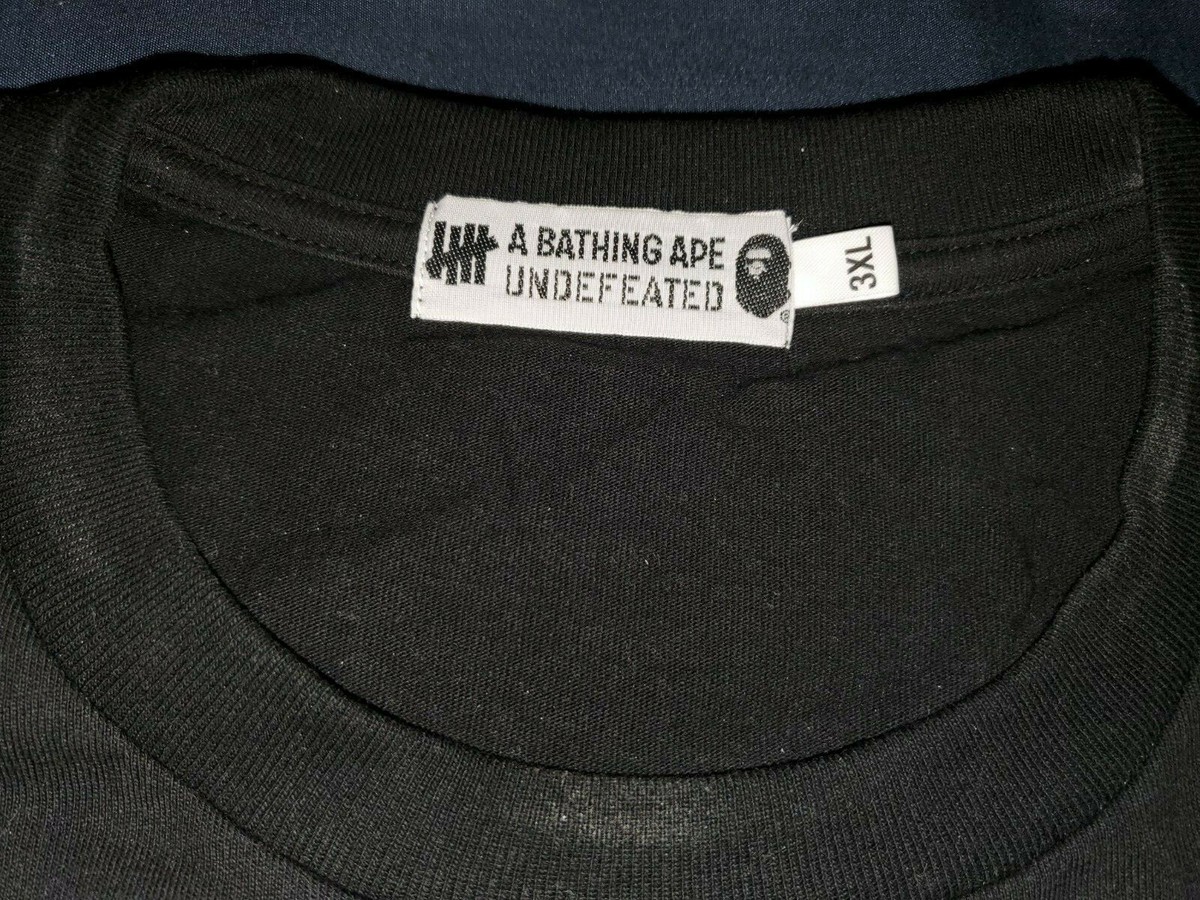 A BATHING APE
UNDEFEATED
®
3XL